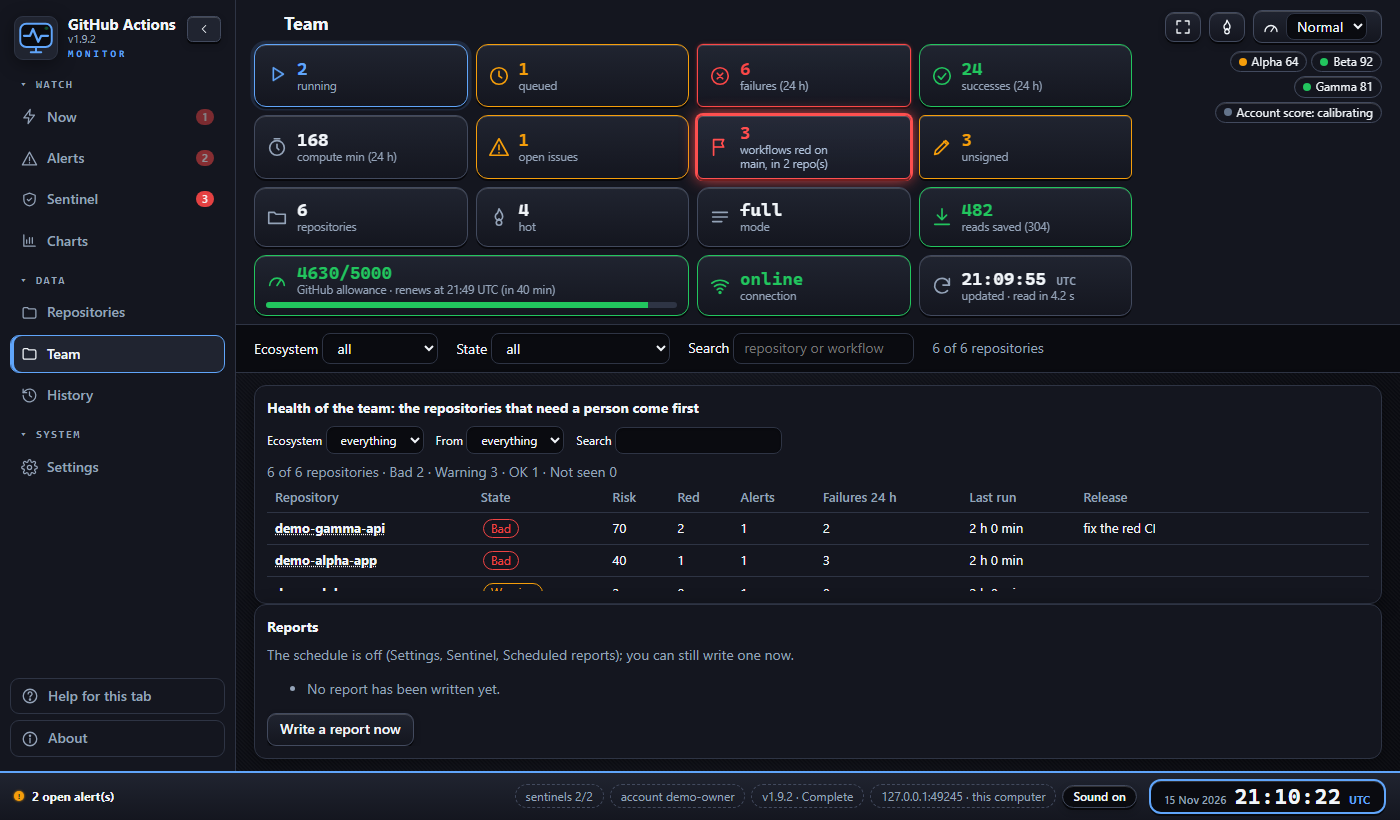 GitHub Actions
v1.9.2
MONITOR
WATCH
Now 1
Alerts 2
Sentinel 3
Charts
DATA
Repositories
Team
History
SYSTEM
Settings
Help for this tab
About
Team
2
running
1
queued
6
failures (24 h)
24
successes (24 h)
168
compute min (24 h)
1
open issues
3
workflows red on
main, in 2 repo(s)
3
unsigned
6
repositories
4
hot
full
mode
482
reads saved (304)
4630/5000
GitHub allowance · renews at 21:49 UTC (in 40 min)
online
connection
21:09:55 UTC
updated · read in 4.2 s
Normal
Alpha 64 Beta 92
Gamma 81
Account score: calibrating
Ecosystem all State all Search repository or workflow 6 of 6 repositories
Health of the team: the repositories that need a person come first
Ecosystem everything From everything Search
6 of 6 repositories · Bad 2 · Warning 3 · OK 1 · Not seen 0
Repository State Risk Red Alerts Failures 24 h Last run Release
demo-gamma-api Bad 70 2 1 2 2 h 0 min fix the red CI
demo-alpha-app Bad 40 1 1 3 2 h 0 min
Reports
The schedule is off (Settings, Sentinel, Scheduled reports); you can still write one now.
No report has been written yet.
Write a report now
2 open alert(s)
sentinels 2/2
account demo-owner
v1.9.2 · Complete
127.0.0.1:49245 · this computer
Sound on
15 Nov 2026 21:10:22 UTC